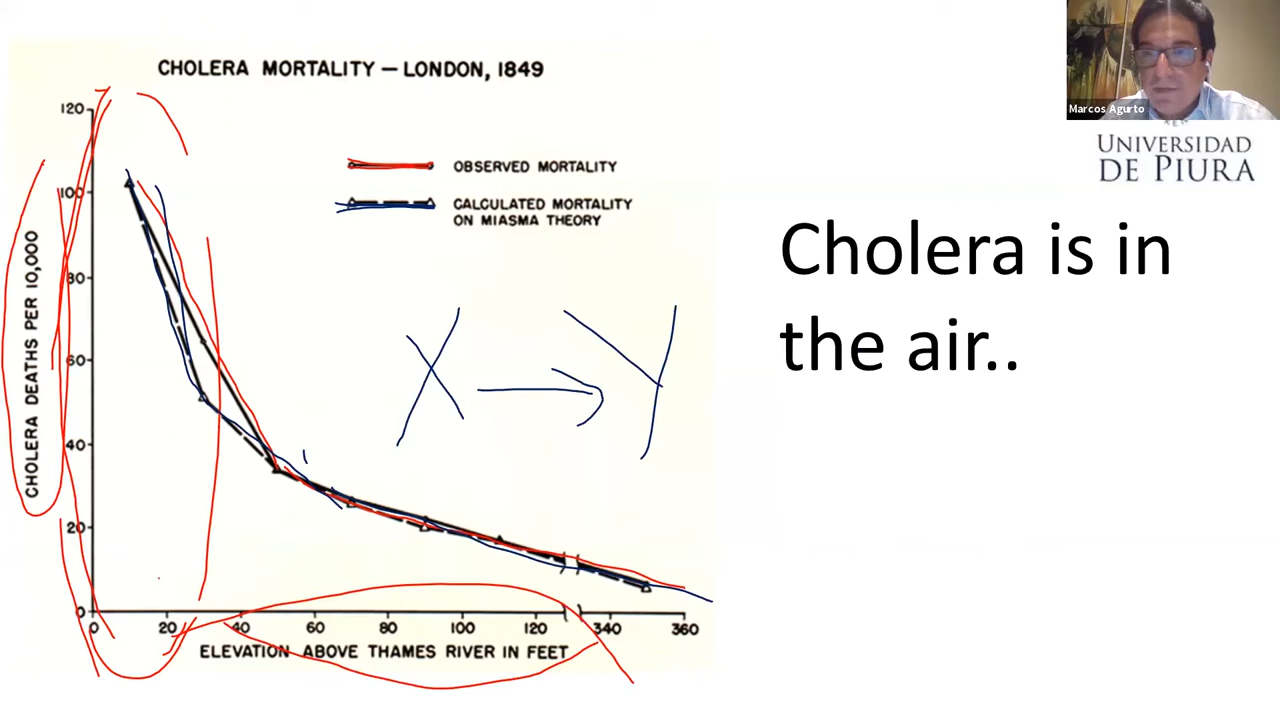 CHOLERA MORTALITY — LONDON, 1849
120
100
80
60
40
20
0
CHOLERA DEATHS PER 10,000
OBSERVED MORTALITY
CALCULATED MORTALITY
ON MIASMA THEORY
X → Y
0 20 40 60 80 100 120 340 360
ELEVATION ABOVE THAMES RIVER IN FEET
Marcos Agurto
UNIVERSIDAD
DE PIURA
Cholera is in
the air..